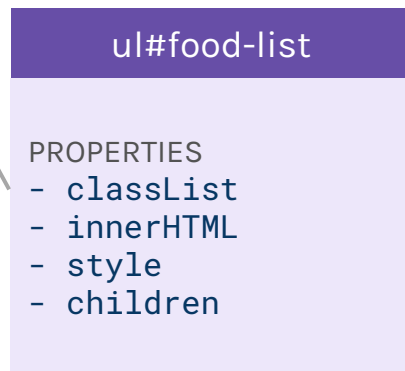 ul#food-list
PROPERTIES
- classList
- innerHTML
- style
- children